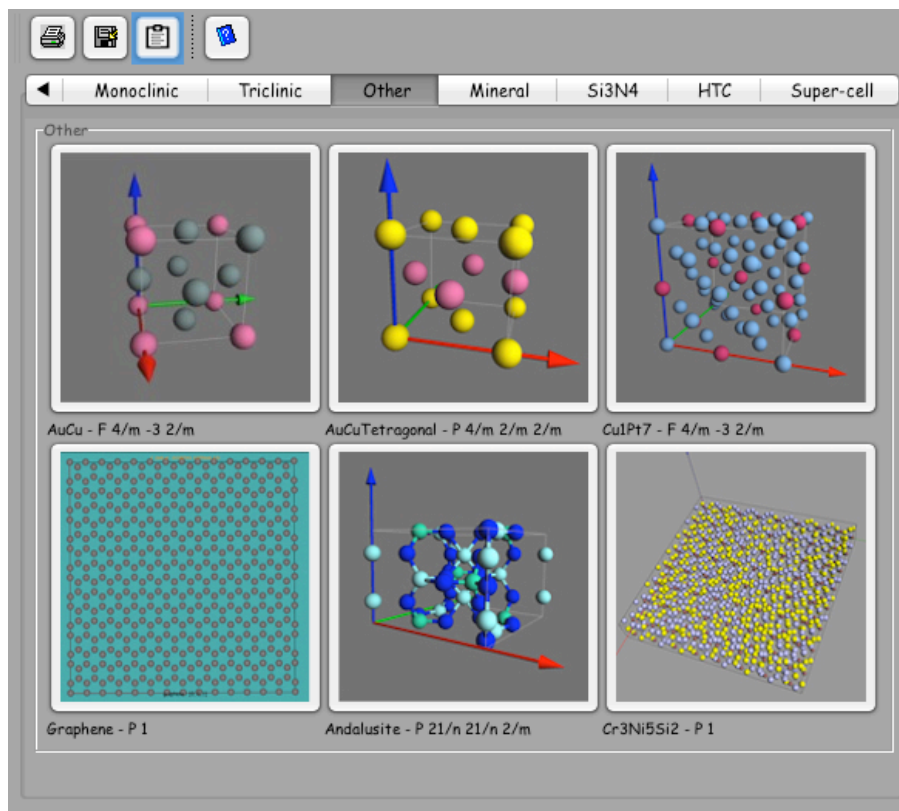 Monoclinic Triclinic Other Mineral Si3N4 HTC Super-cell
Other
AuCu - F 4/m -3 2/m AuCuTetragonal - P 4/m 2/m 2/m Cu1Pt7 - F 4/m -3 2/m
Graphene - P 1 Andalusite - P 21/n 21/n 2/m Cr3Ni5Si2 - P 1